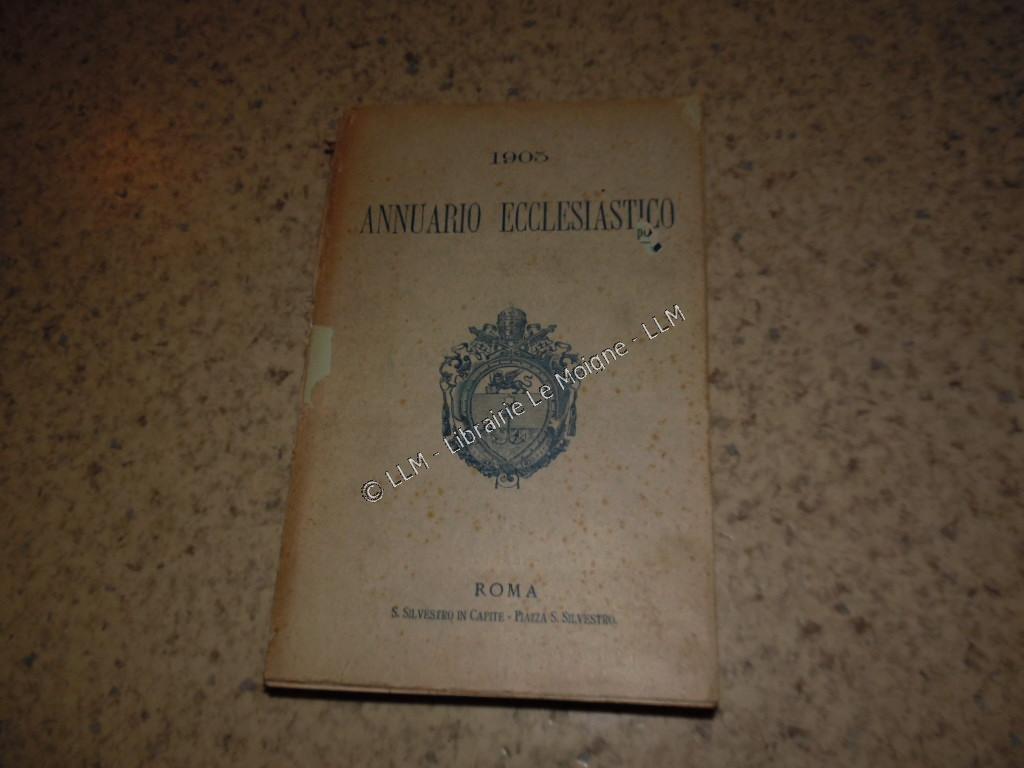 1905
ANNUARIO ECCLESIASTICO
© LLM - Librairie Le Moigne - LLM
ROMA
S. SILVESTRO IN CAPITE - PIAZZA S. SILVESTRO.